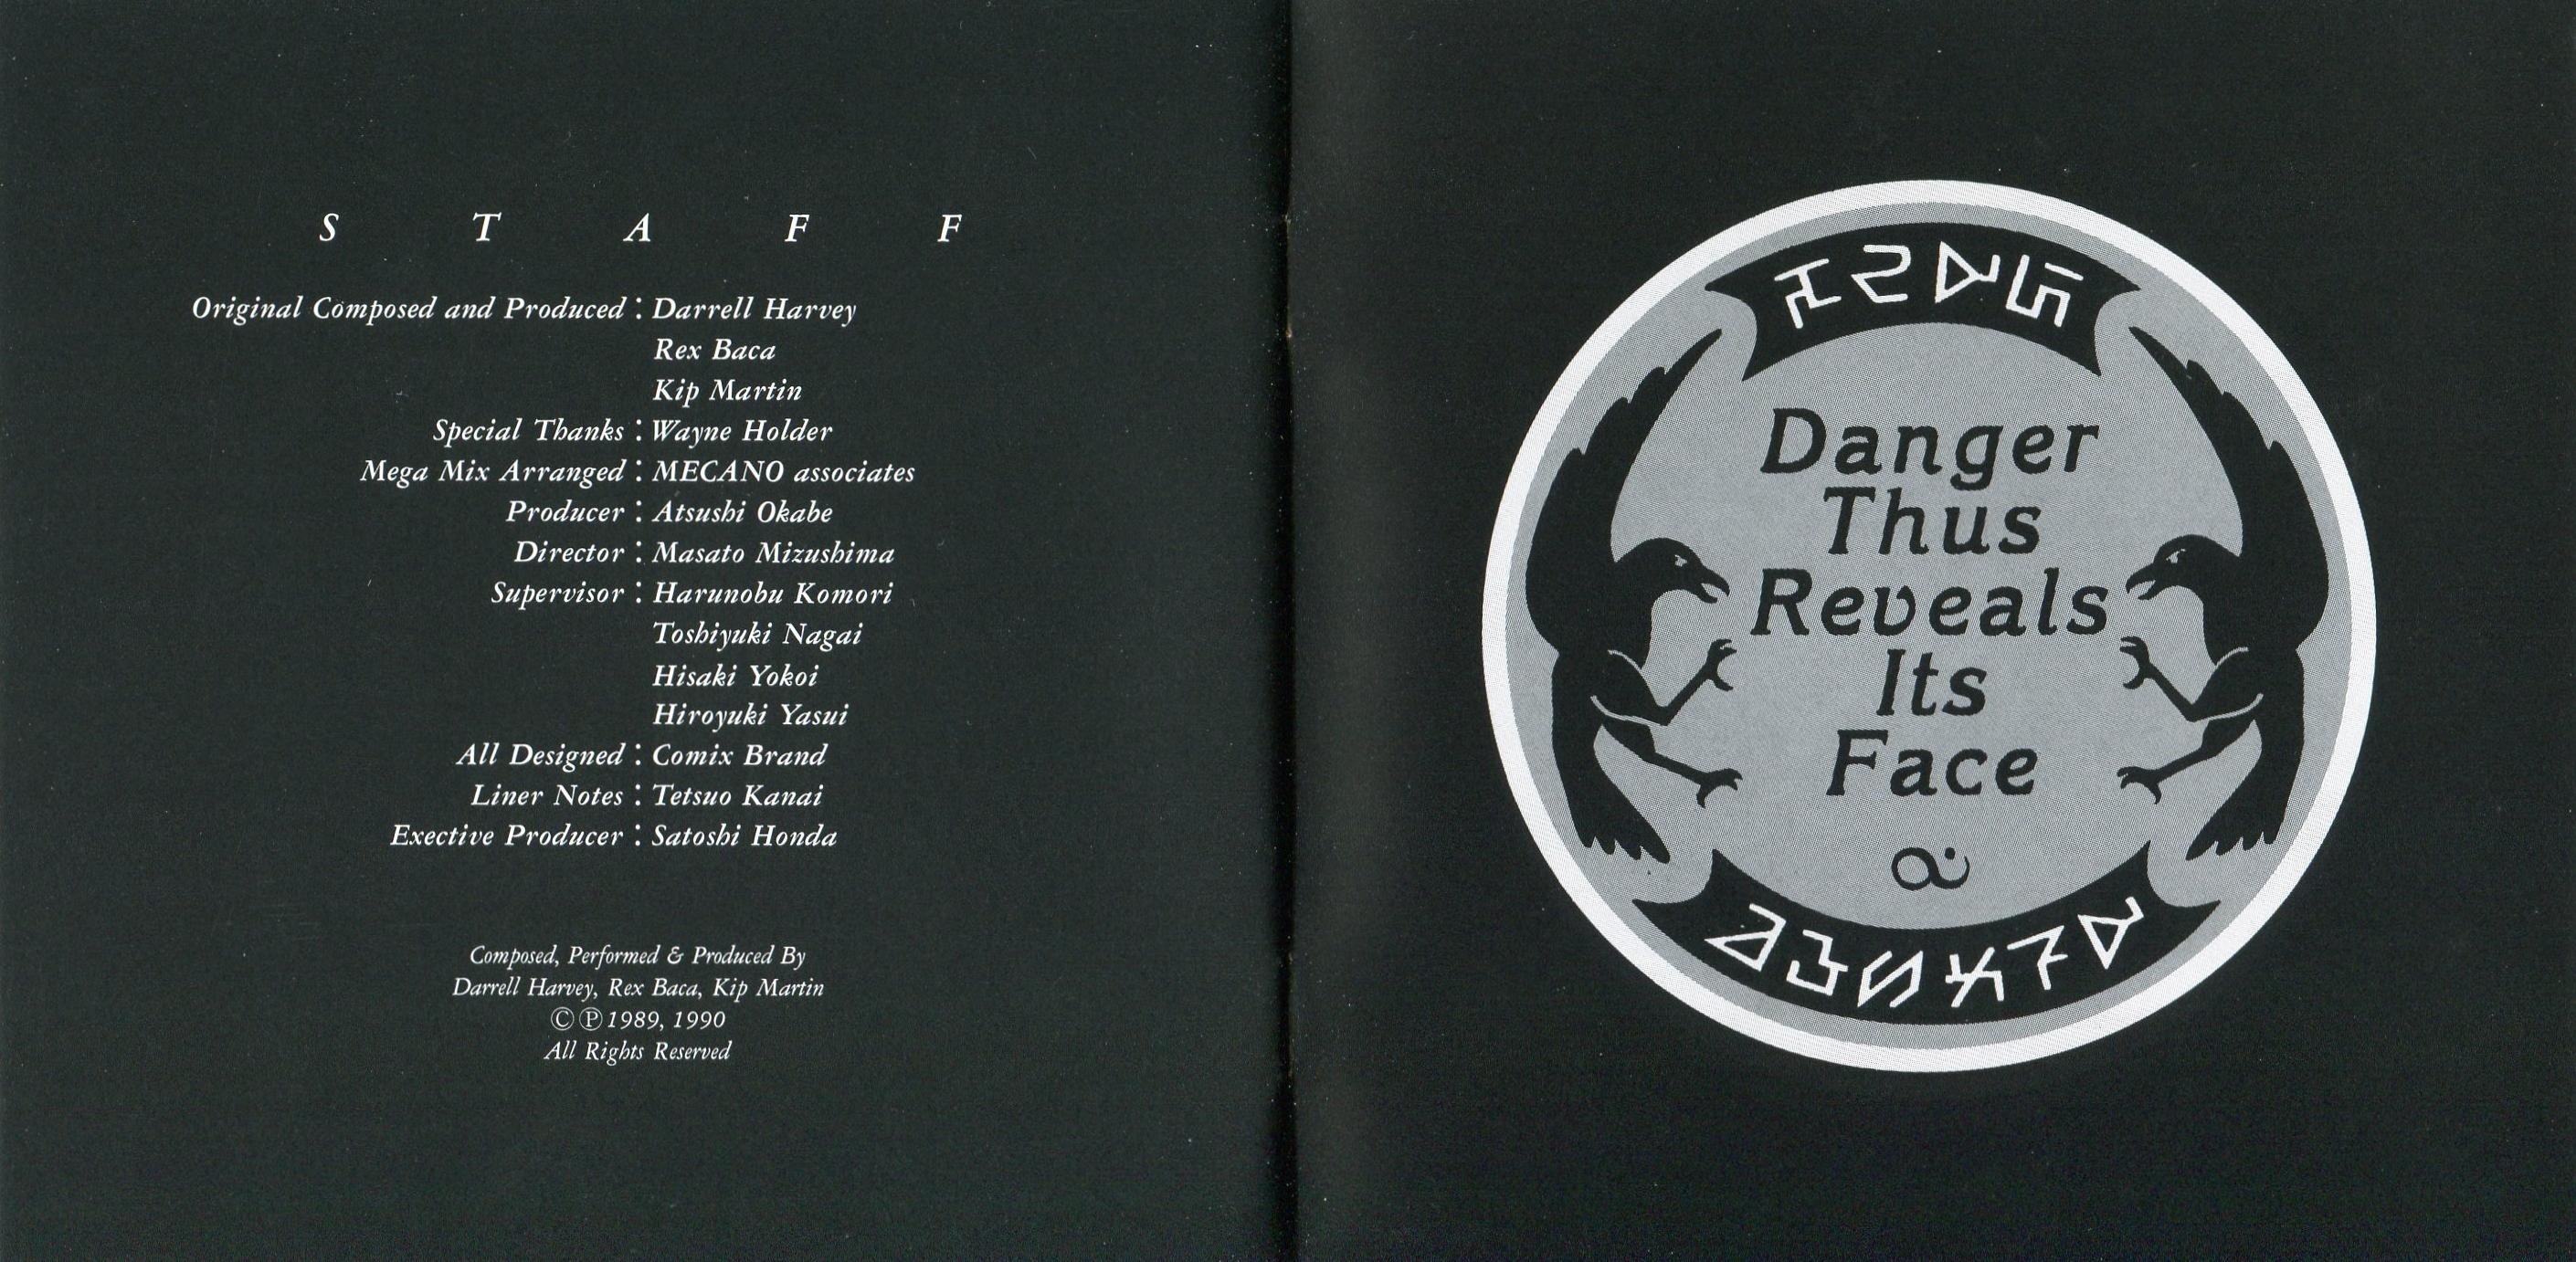 S T A F F
Original Composed and Produced : Darrell Harvey
Rex Baca
Kip Martin
Special Thanks : Wayne Holder
Mega Mix Arranged : MECANO associates
Producer : Atsushi Okabe
Director : Masato Mizushima
Supervisor : Harunobu Komori
Toshiyuki Nagai
Hisaki Yokoi
Hiroyuki Yasui
All Designed : Comix Brand
Liner Notes : Tetsuo Kanai
Exective Producer : Satoshi Honda
Composed, Performed & Produced By
Darrell Harvey, Rex Baca, Kip Martin
©℗1989, 1990
All Rights Reserved
Danger
Thus
Reveals
Its
Face